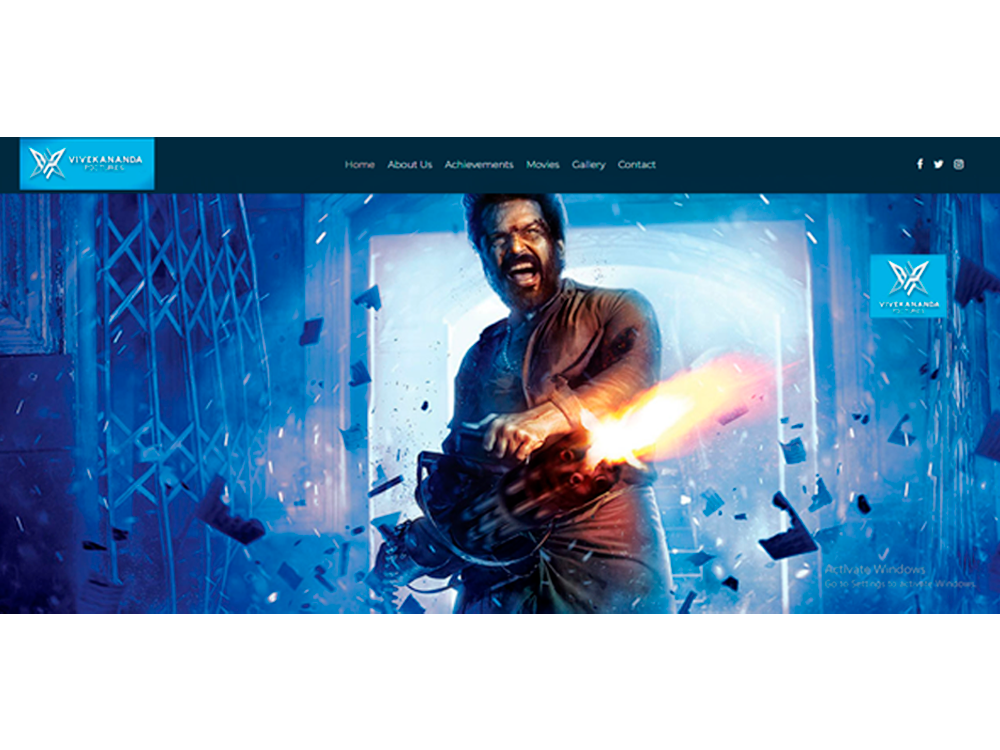 VIVEKANANDA
PICTURES
Home About Us Achievements Movies Gallery Contact
VIVEKANANDA
PICTURES
Activate Windows
Go to Settings to Activate Windows.